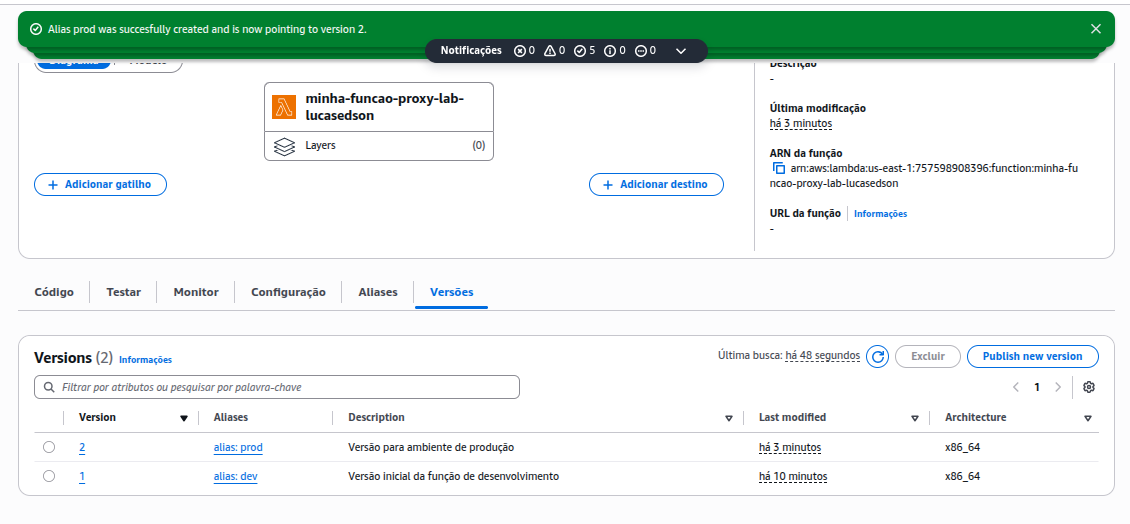 Alias prod was succesfully created and is now pointing to version 2.
Notificações 0 0 5 0 0
Diagrama Modelo
minha-funcao-proxy-lab-
lucasedson
Layers (0)
Adicionar gatilho
Adicionar destino
Descrição
-
Última modificação
há 3 minutos
ARN da função
arn:aws:lambda:us-east-1:757598908396:function:minha-fu
ncao-proxy-lab-lucasedson
URL da função Informações
-
Código Testar Monitor Configuração Aliases Versões
Versions (2) Informações
Última busca: há 48 segundos Excluir Publish new version
Filtrar por atributos ou pesquisar por palavra-chave
1
Version Aliases Description Last modified Architecture
2 alias: prod Versão para ambiente de produção há 3 minutos x86_64
1 alias: dev Versão inicial da função de desenvolvimento há 10 minutos x86_64